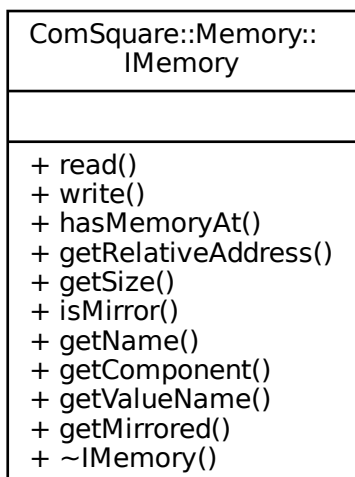 ComSquare::Memory::
IMemory
+ read()
+ write()
+ hasMemoryAt()
+ getRelativeAddress()
+ getSize()
+ isMirror()
+ getName()
+ getComponent()
+ getValueName()
+ getMirrored()
+ ~IMemory()